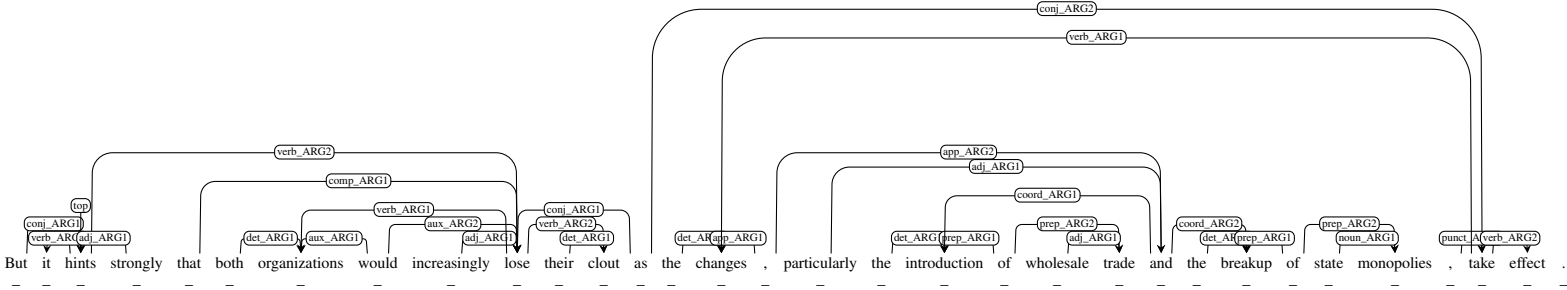 conj_ARG2
verb_ARG1
verb_ARG2 app_ARG2
adj_ARG1
comp_ARG1
coord_ARG1
top verb_ARG1 conj_ARG1
conj_ARG1 aux_ARG2 verb_ARG2 prep_ARG2 coord_ARG2 prep_ARG2
adj_ARG1 det_ARG1 aux_ARG1 adj_ARG1 det_ARG1 app_ARG1 prep_ARG1 adj_ARG1 prep_ARG1 noun_ARG1 verb_ARG2
But it hints strongly that both organizations would increasingly lose their clout as the changes , particularly the introduction of wholesale trade and the breakup of state monopolies , take effect .
_ _ _ _ _ _ _ _ _ _ _ _ _ _ _ _ _ _ _ _ _ _ _ _ _ _ _ _ _ _ _ _ _